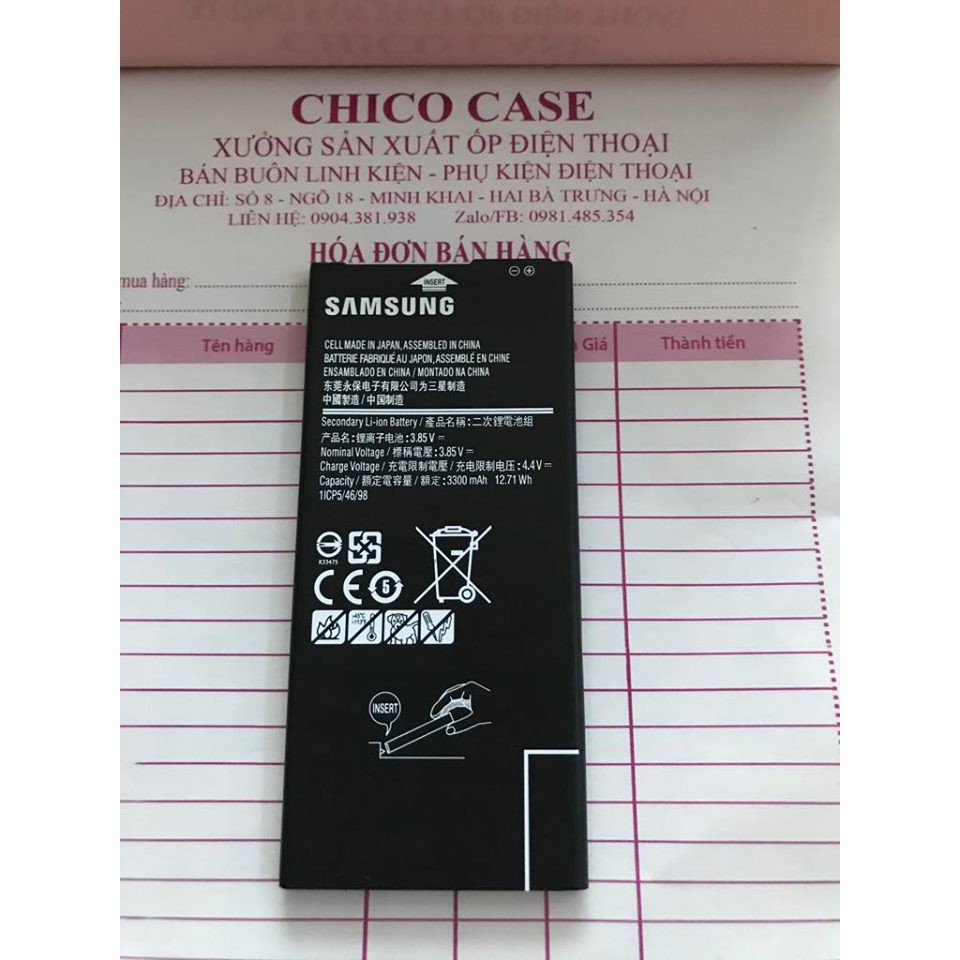 CHICO CASE
CHICO CASE
XƯỞNG SẢN XUẤT ỐP ĐIỆN THOẠI
BÁN BUÔN LINH KIỆN - PHỤ KIỆN ĐIỆN THOẠI
ĐỊA CHỈ: SỐ 8 - NGÕ 18 - MINH KHAI - HAI BÀ TRƯNG - HÀ NỘI
LIÊN HỆ: 0904.381.938 Zalo/FB: 0981.485.354
HÓA ĐƠN BÁN HÀNG
mua hàng:
Tên hàng Giá Thành tiền
INSERT
SAMSUNG
CELL MADE IN JAPAN, ASSEMBLED IN CHINA
BATTERIE FABRIQUÉ AU JAPON, ASSEMBLÉ EN CHINE
ENSAMBLADO EN CHINA / MONTADO NA CHINA
东莞永保电子有限公司为三星制造
中國製造 / 中国制造
Secondary Li-ion Battery / 產品名稱 : 二次鋰電池組
产品名 : 锂离子电池 : 3.85 V
Nominal Voltage / 標稱電壓 : 3.85 V
Charge Voltage / 充電限制電壓 / 充电限制电压 : 4.4 V
Capacity / 額定電容量 / 額定 : 3300 mAh 12.71 Wh
1ICP5/46/98
R33475
CE 5
>45°C
>113°F
INSERT